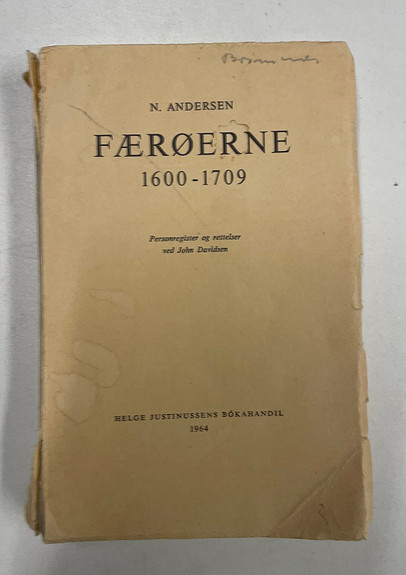 N. ANDERSEN
FÆRØERNE
1600-1709
Personregister og rettelser
ved John Davidsen
HELGE JUSTINUSSENS BÓKAHANDIL
1964